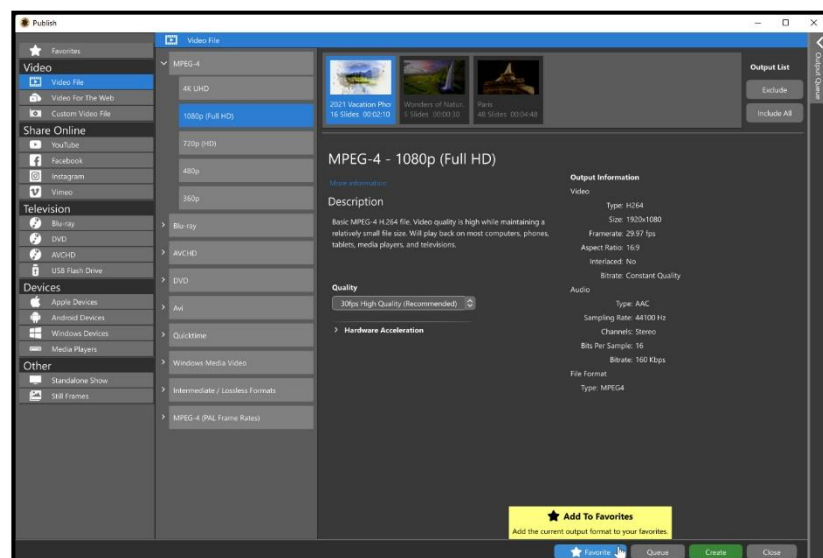 Publish
Favorites
Video
Video File
Video For The Web
Custom Video File
Share Online
YouTube
Facebook
Instagram
Vimeo
Television
Blu-ray
DVD
AVCHD
USB Flash Drive
Devices
Apple Devices
Android Devices
Windows Devices
Media Players
Other
Standalone Show
Still Frames
Video File
MPEG-4
4K UHD
1080p (Full HD)
720p (HD)
480p
360p
Blu-ray
AVCHD
DVD
Avi
Quicktime
Windows Media Video
Intermediate / Lossless Formats
MPEG-4 (PAL Frame Rates)
2021 Vacation Phot
16 Slides 00:02:10
Wonders of Natur
5 Slides 00:00:30
Paris
48 Slides 00:04:48
Output List
Exclude
Include All
Output Queue
MPEG-4 - 1080p (Full HD)
More information
Description
Basic MPEG-4 H.264 file. Video quality is high while maintaining a
relatively small file size. Will play back on most computers, phones,
tablets, media players, and televisions.
Quality
30fps High Quality (Recommended)
Hardware Acceleration
Output Information
Video
Type: H264
Size: 1920x1080
Framerate: 29.97 fps
Aspect Ratio: 16:9
Interlaced: No
Bitrate: Constant Quality
Audio
Type: AAC
Sampling Rate: 44100 Hz
Channels: Stereo
Bits Per Sample: 16
Bitrate: 160 Kbps
File Format
Type: MPEG4
Add To Favorites
Add the current output format to your favorites.
Favorite
Queue
Create
Close